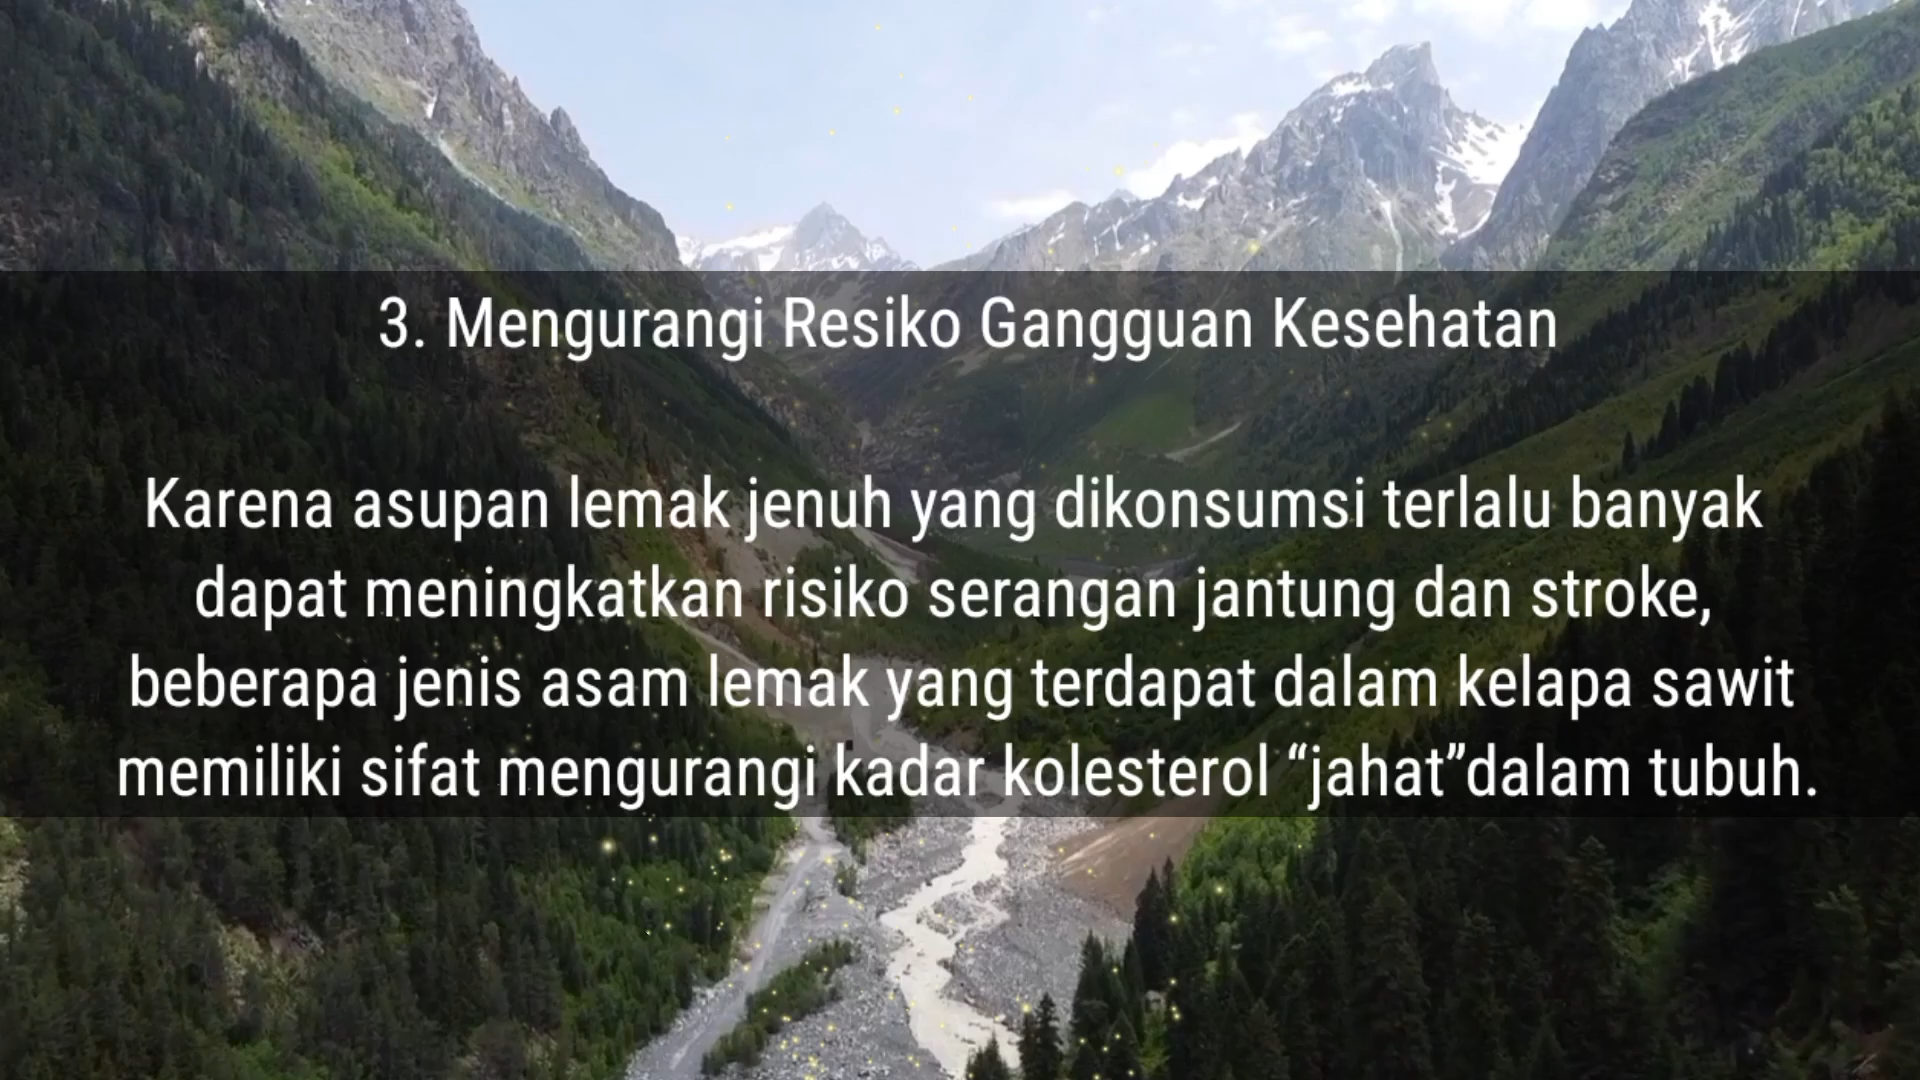 3. Mengurangi Resiko Gangguan Kesehatan
Karena asupan lemak jenuh yang dikonsumsi terlalu banyak
dapat meningkatkan risiko serangan jantung dan stroke,
beberapa jenis asam lemak yang terdapat dalam kelapa sawit
memiliki sifat mengurangi kadar kolesterol “jahat”dalam tubuh.